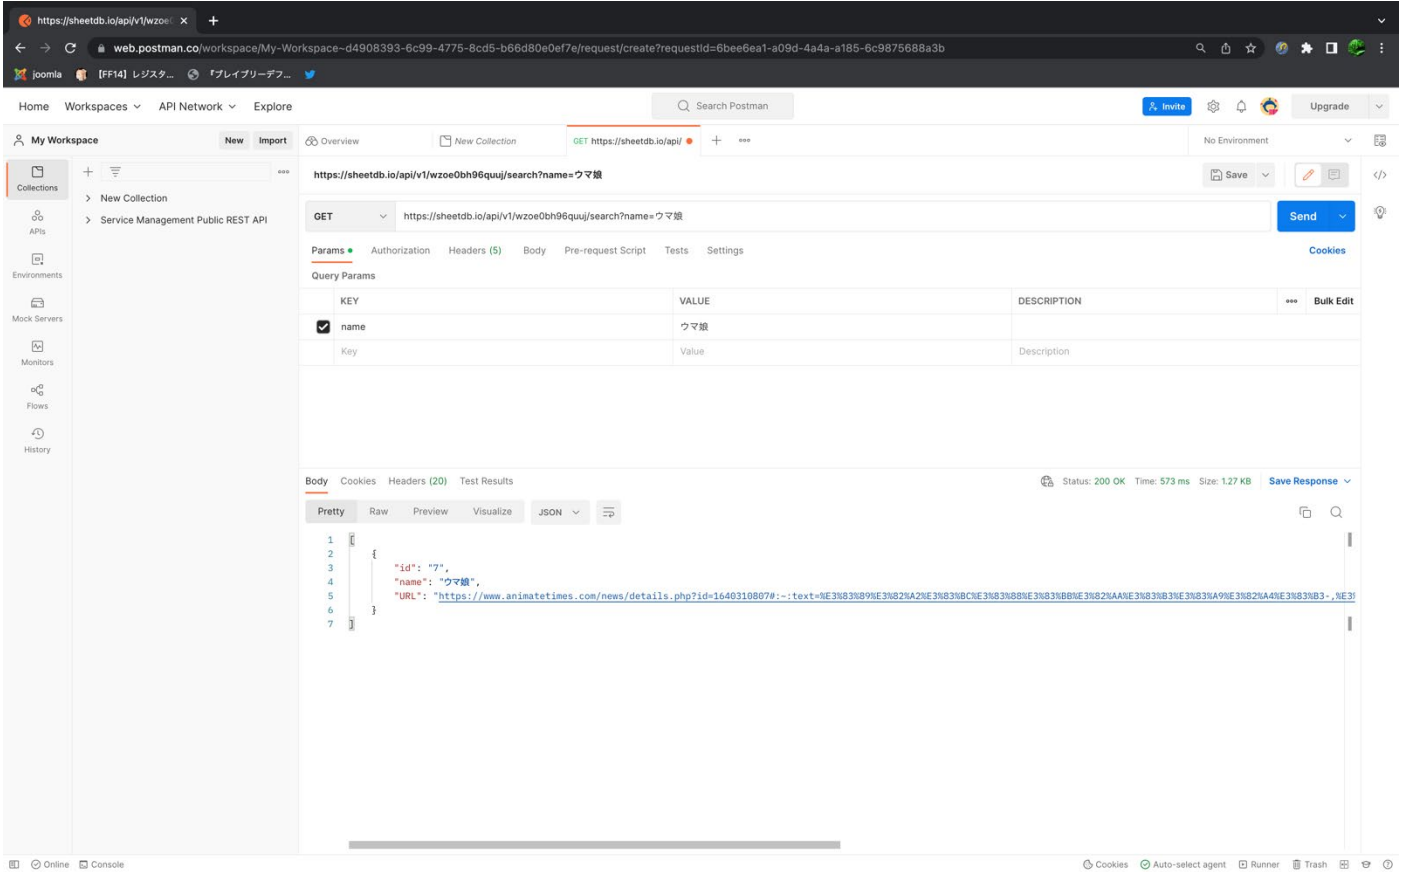 https://sheetdb.io/api/v1/wzoe0
web.postman.co/workspace/My-Workspace~d4908393-6c99-4775-8cd5-b66d80e0ef7e/request/create?requestId=6bee6ea1-a09d-4a4a-a185-6c9875688a3b
joomla 【FF14】レジスタ... 『ブレイブリーデフ...
Home Workspaces API Network Explore Search Postman Invite Upgrade
My Workspace New Import Overview New Collection GET https://sheetdb.io/api/ No Environment
Collections
New Collection
Service Management Public REST API
APIs
Environments
Mock Servers
Monitors
Flows
History
https://sheetdb.io/api/v1/wzoe0bh96quuj/search?name=ウマ娘 Save
GET https://sheetdb.io/api/v1/wzoe0bh96quuj/search?name=ウマ娘 Send
Params Authorization Headers (5) Body Pre-request Script Tests Settings Cookies
Query Params
KEY VALUE DESCRIPTION Bulk Edit
name ウマ娘
Key Value Description
Body Cookies Headers (20) Test Results Status: 200 OK Time: 573 ms Size: 1.27 KB Save Response
Pretty Raw Preview Visualize JSON
1 [
2 {
3 "id": "7",
4 "name": "ウマ娘",
5 "URL": "https://www.animatetimes.com/news/details.php?id=1640310807#:~:text=%E3%83%89%E3%82%A2%E3%83%BC%E3%83%88%E3%83%BB%E3%82%AA%E3%83%B3%E3%83%A9%E3%82%A4%E3%83%B3-,%E3%
6 }
7 ]
Online Console Cookies Auto-select agent Runner Trash